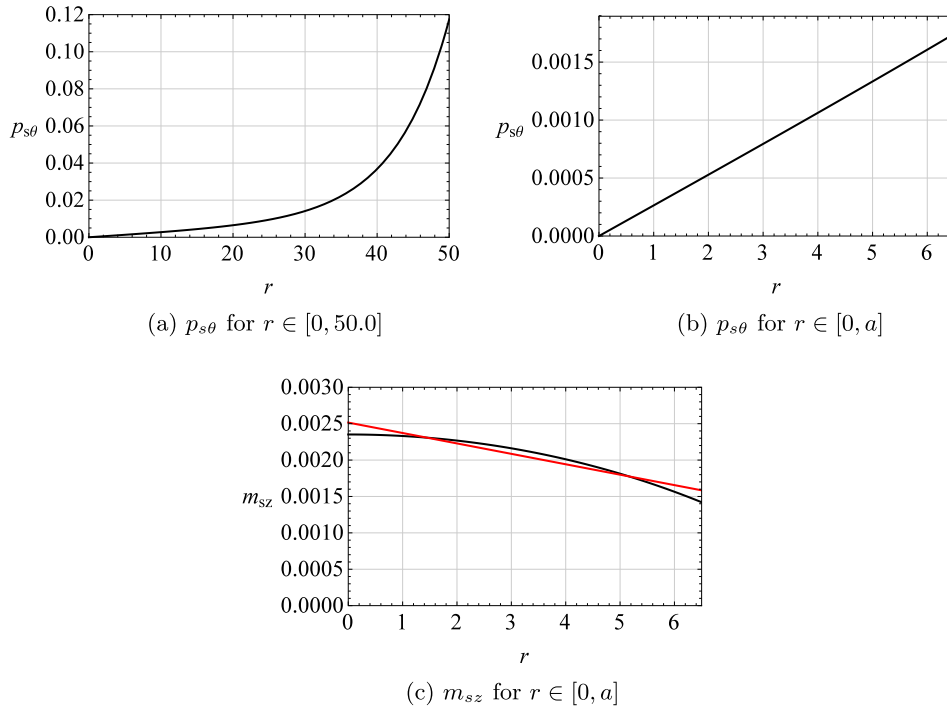 0.12
0.10
0.08
0.06
0.04
0.02
0.00
p_{sθ}
0 10 20 30 40 50
r
(a) p_{sθ} for r ∈ [0, 50.0]
0.0015
0.0010
0.0005
0.0000
p_{sθ}
0 1 2 3 4 5 6
r
(b) p_{sθ} for r ∈ [0, a]
0.0030
0.0025
0.0020
0.0015
0.0010
0.0005
0.0000
m_{sz}
0 1 2 3 4 5 6
r
(c) m_{sz} for r ∈ [0, a]